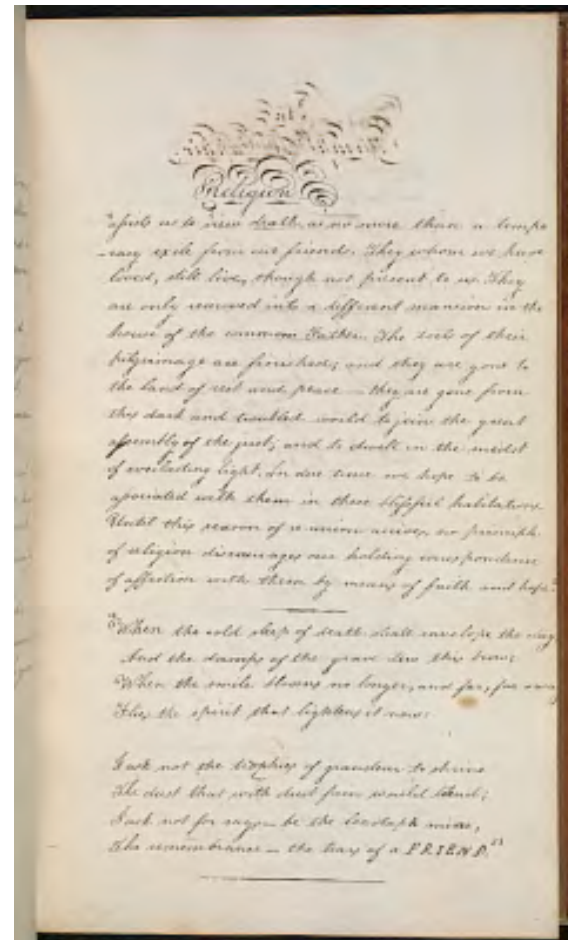 Religion
"assists us to view death, as no more than a tempo
-rary exile from our friends. They whom we have
loved, still live, though not present to us. They
are only removed into a different mansion in the
house of the common Father. The toils of their
pilgrimage are finished; and they are gone to
the land of rest and peace — they are gone from
this dark and troubled world to join the great
assembly of the just; and to dwell in the midst
of everlasting light. In due time we hope to be
associated with them in these blissful habitations
Until this season of re-union arrives, no principle
of religion discourages our holding correspondence
of affection with them by means of faith and hope."
"When the cold sleep of death shall envelope the
And the damps of the grave dew this brow;
When the smile no longer, and far, far away
Flies the spirit that lightens it now:
I ask not the trophies of grandeur to shrine
The dust that with dust soon would blend;
I ask not for be the cenotaph mine,
The remembrance — the tear of a FRIEND."